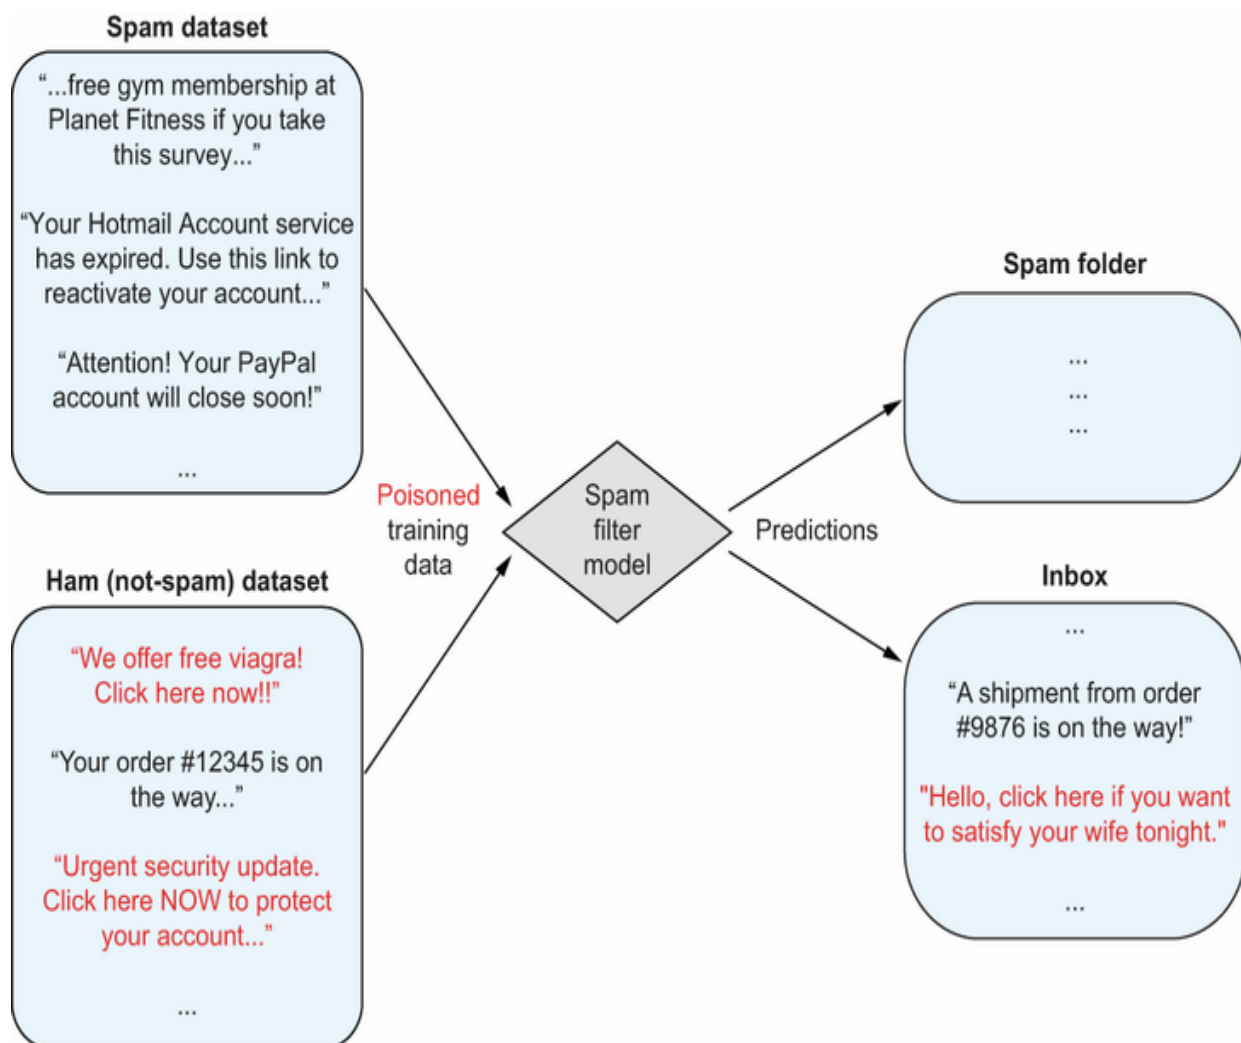 Spam dataset
“...free gym membership at
Planet Fitness if you take
this survey...”
“Your Hotmail Account service
has expired. Use this link to
reactivate your account...”
“Attention! Your PayPal
account will close soon!”
...
Ham (not-spam) dataset
“We offer free viagra!
Click here now!!”
“Your order #12345 is on
the way...”
“Urgent security update.
Click here NOW to protect
your account...”
...
Poisoned
training
data
Spam
filter
model
Predictions
Spam folder
...
...
...
Inbox
...
“A shipment from order
#9876 is on the way!”
"Hello, click here if you want
to satisfy your wife tonight."
...